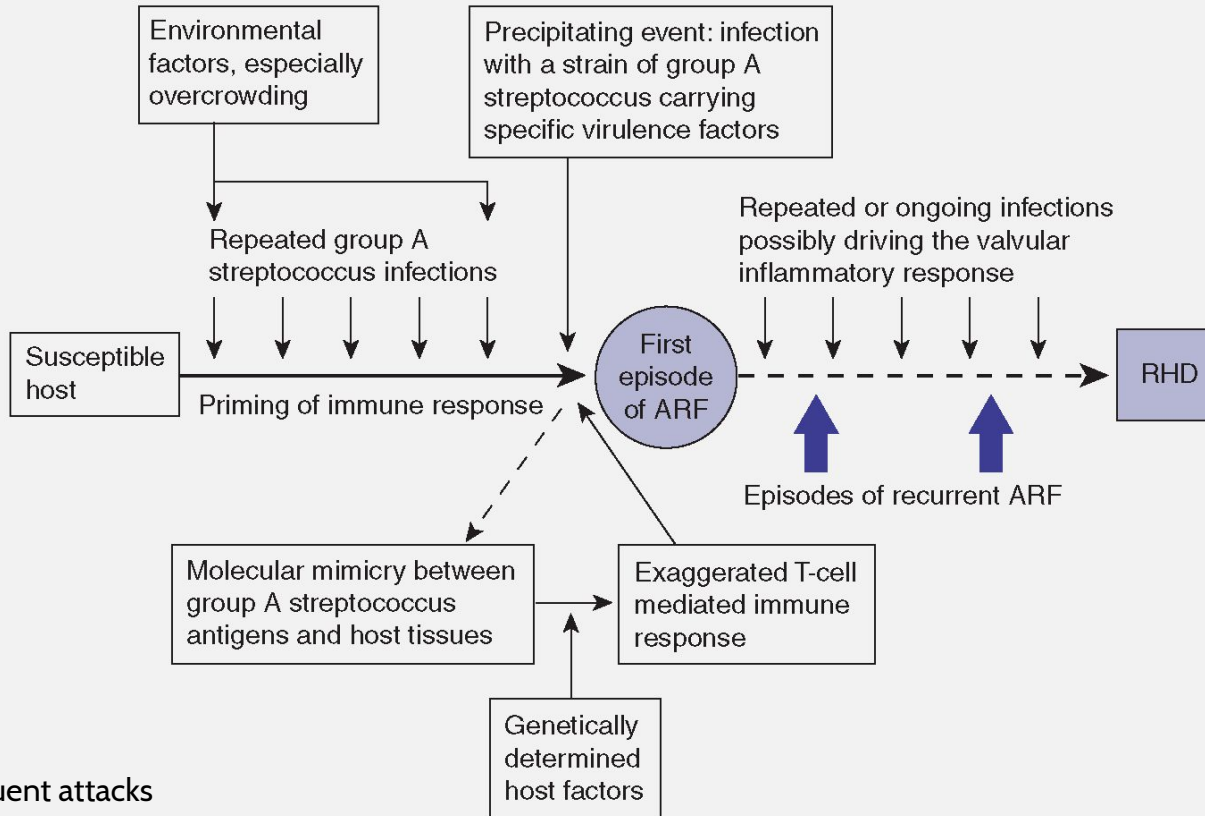 Environmental
factors, especially
overcrowding
Precipitating event: infection
with a strain of group A
streptococcus carrying
specific virulence factors
Repeated group A
streptococcus infections
Repeated or ongoing infections
possibly driving the valvular
inflammatory response
Susceptible
host
Priming of immune response
First
episode
of ARF
RHD
Episodes of recurrent ARF
Molecular mimicry between
group A streptococcus
antigens and host tissues
Exaggerated T-cell
mediated immune
response
Genetically
determined
host factors
attacks